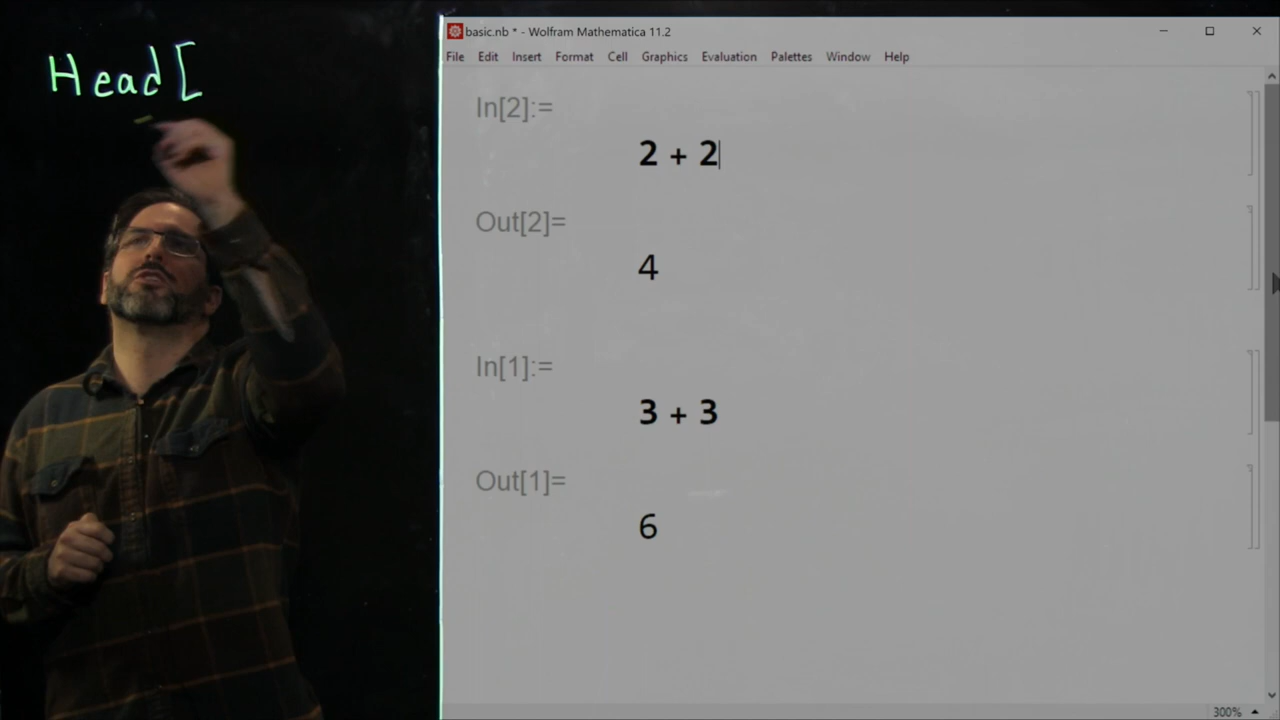 Head[
basic.nb * - Wolfram Mathematica 11.2
File Edit Insert Format Cell Graphics Evaluation Palettes Window Help
In[2]:=
2 + 2
Out[2]=
4
In[1]:=
3 + 3
Out[1]=
6
300%